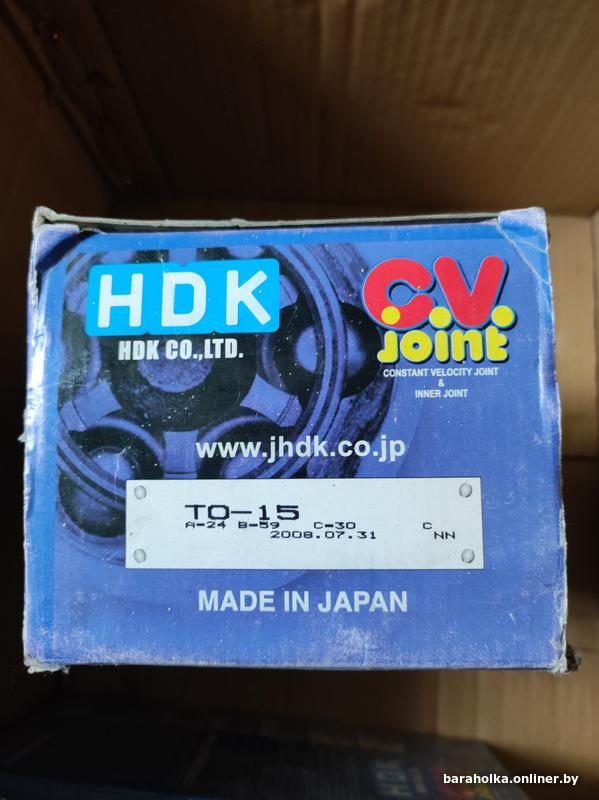 HDK
HDK CO.,LTD.
C.V.
Joint
CONSTANT VELOCITY JOINT
&
INNER JOINT
www.jhdk.co.jp
TO-15
A-24 B-59 C-30 C
2008.07.31 NN
MADE IN JAPAN
HDK
baraholka.onliner.by